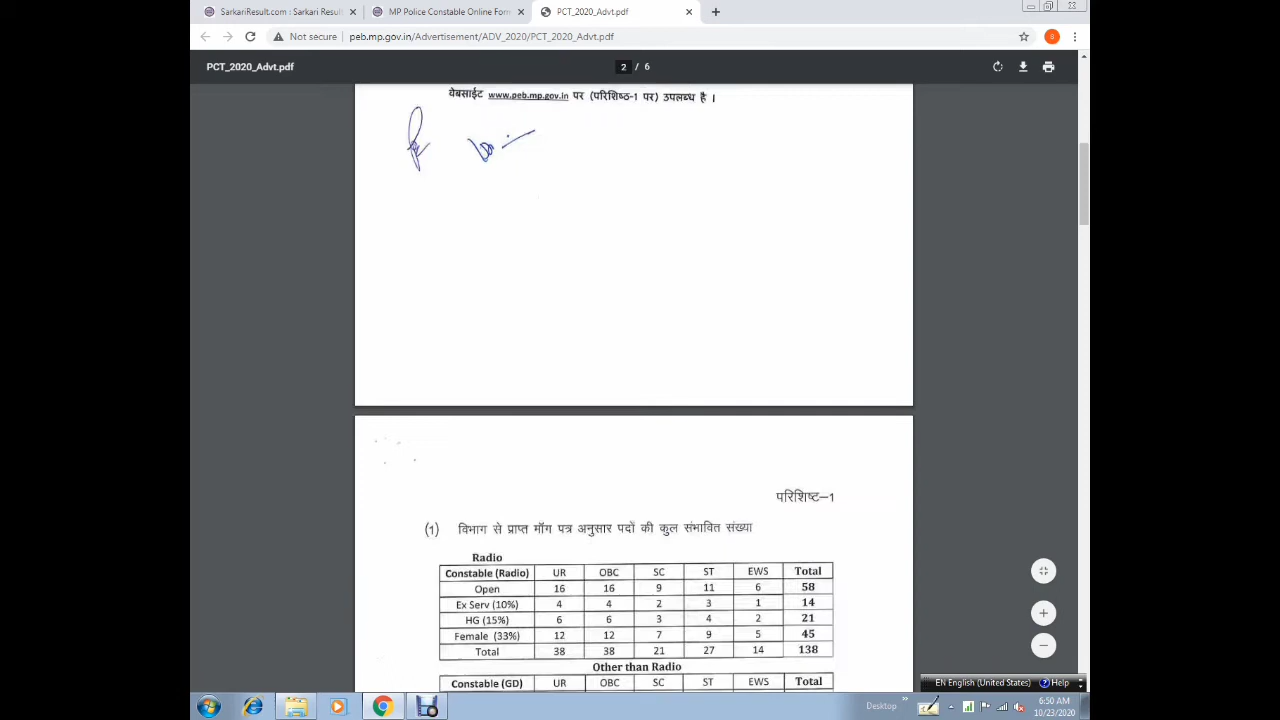 SarkariResult.com : Sarkari Resul
MP Police Constable Online Form
PCT_2020_Advt.pdf
Not secure
peb.mp.gov.in/Advertisement/ADV_2020/PCT_2020_Advt.pdf
PCT_2020_Advt.pdf
2 / 6
वेबसाईट www.peb.mp.gov.in पर (परिशिष्ठ-1 पर) उपलब्ध है ।
परिशिष्ट–1
(1) विभाग से प्राप्त मॉंग पत्र अनुसार पदों की कुल संभावित संख्या
Radio
Constable (Radio) UR OBC SC ST EWS Total
Open 16 16 9 11 6 58
Ex Serv (10%) 4 4 2 3 1 14
HG (15%) 6 6 3 4 2 21
Female (33%) 12 12 7 9 5 45
Total 38 38 21 27 14 138
Other than Radio
Constable (GD) UR OBC SC ST EWS Total
EN English (United States) Help
Desktop
6:50 AM
10/23/2020